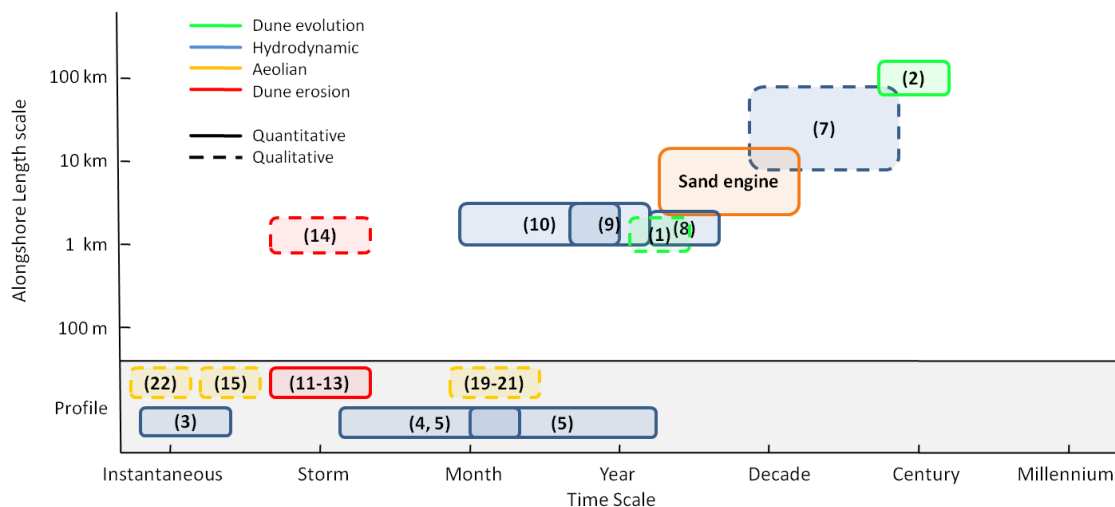 Dune evolution
Hydrodynamic
Aeolian
Dune erosion
Quantitative
Qualitative
Alongshore Length scale
100 km
10 km
1 km
100 m
Profile
(2)
(7)
Sand engine
(14)
(10)
(9)
(1)
(8)
(22)
(15)
(11-13)
(19-21)
(3)
(4, 5)
(5)
Instantaneous Storm Month Year Decade Century Millennium
Time Scale